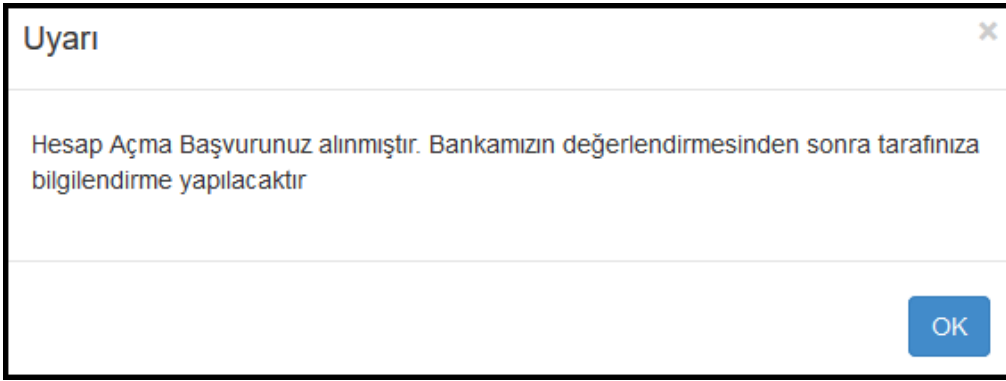 Uyarı
Hesap Açma Başvurunuz alınmıştır. Bankamızın değerlendirmesinden sonra tarafınıza
bilgilendirme yapılacaktır
OK